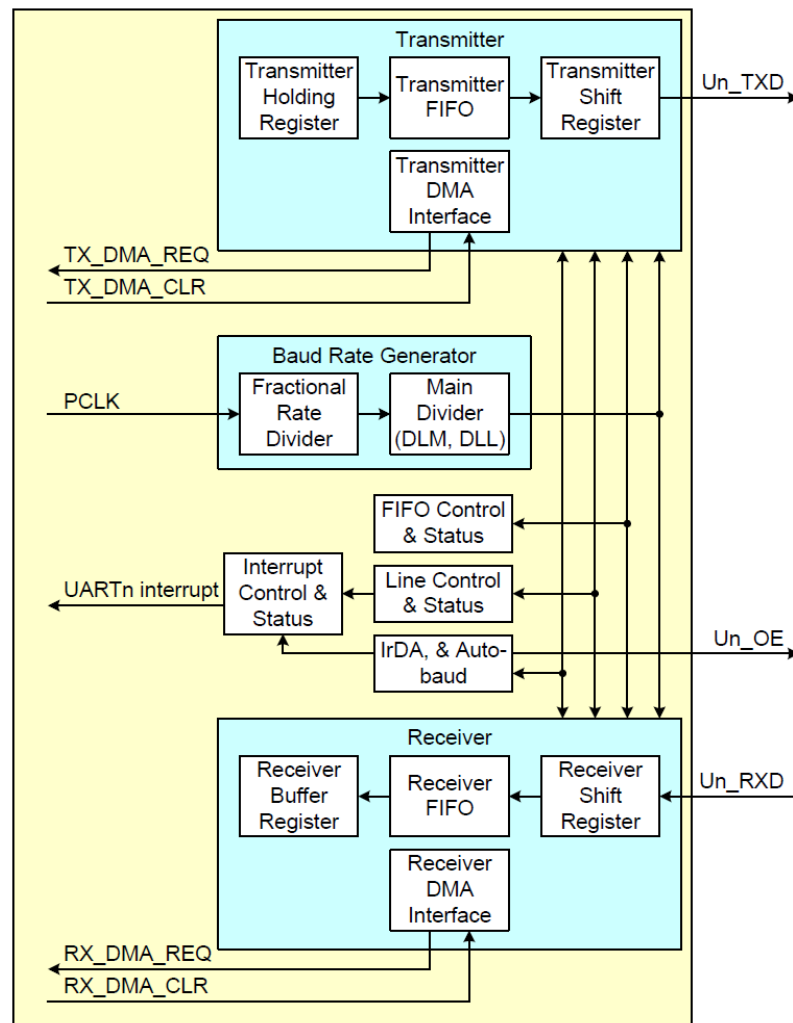 Transmitter
Transmitter
Holding
Register
Transmitter
FIFO
Transmitter
Shift
Register
Un_TXD
Transmitter
DMA
Interface
TX_DMA_REQ
TX_DMA_CLR
Baud Rate Generator
PCLK
Fractional
Rate
Divider
Main
Divider
(DLM, DLL)
FIFO Control
& Status
UARTn interrupt
Interrupt
Control &
Status
Line Control
& Status
IrDA, & Auto-
baud
Un_OE
Receiver
Receiver
Buffer
Register
Receiver
FIFO
Receiver
Shift
Register
Un_RXD
Receiver
DMA
Interface
RX_DMA_REQ
RX_DMA_CLR